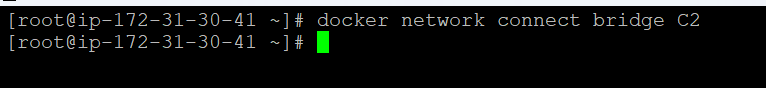 [root@ip-172-31-30-41 ~]# docker network connect bridge C2
[root@ip-172-31-30-41 ~]#